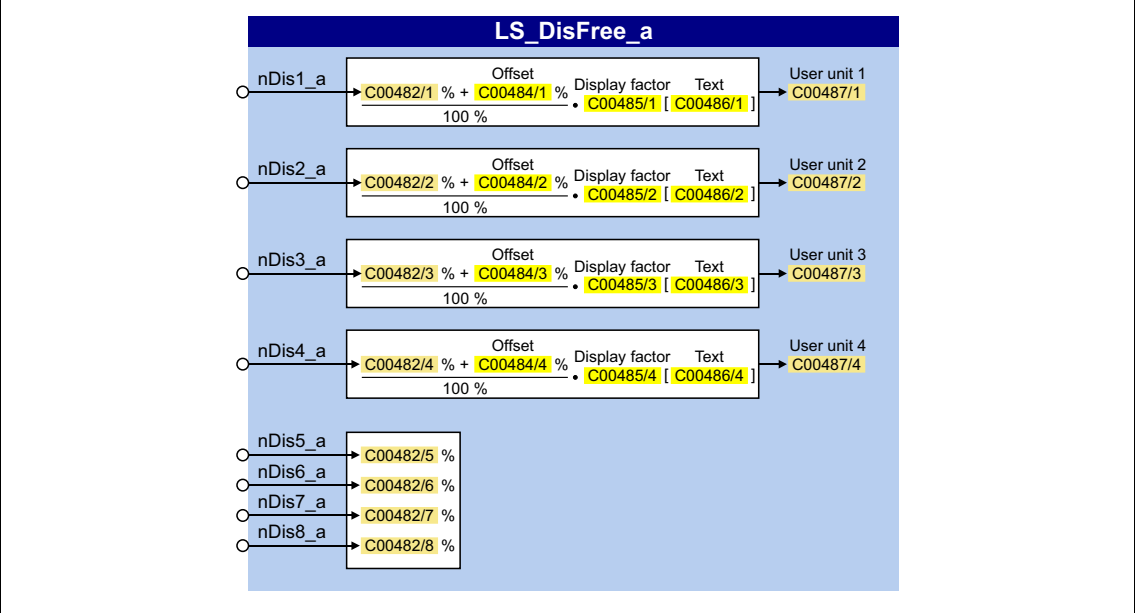 LS_DisFree_a
nDis1_a
Offset
C00482/1 % + C00484/1 %
100 %
Display factor Text
• C00485/1 [ C00486/1 ]
User unit 1
C00487/1
nDis2_a
Offset
C00482/2 % + C00484/2 %
100 %
Display factor Text
• C00485/2 [ C00486/2 ]
User unit 2
C00487/2
nDis3_a
Offset
C00482/3 % + C00484/3 %
100 %
Display factor Text
• C00485/3 [ C00486/3 ]
User unit 3
C00487/3
nDis4_a
Offset
C00482/4 % + C00484/4 %
100 %
Display factor Text
• C00485/4 [ C00486/4 ]
User unit 4
C00487/4
nDis5_a
C00482/5 %
nDis6_a
C00482/6 %
nDis7_a
C00482/7 %
nDis8_a
C00482/8 %